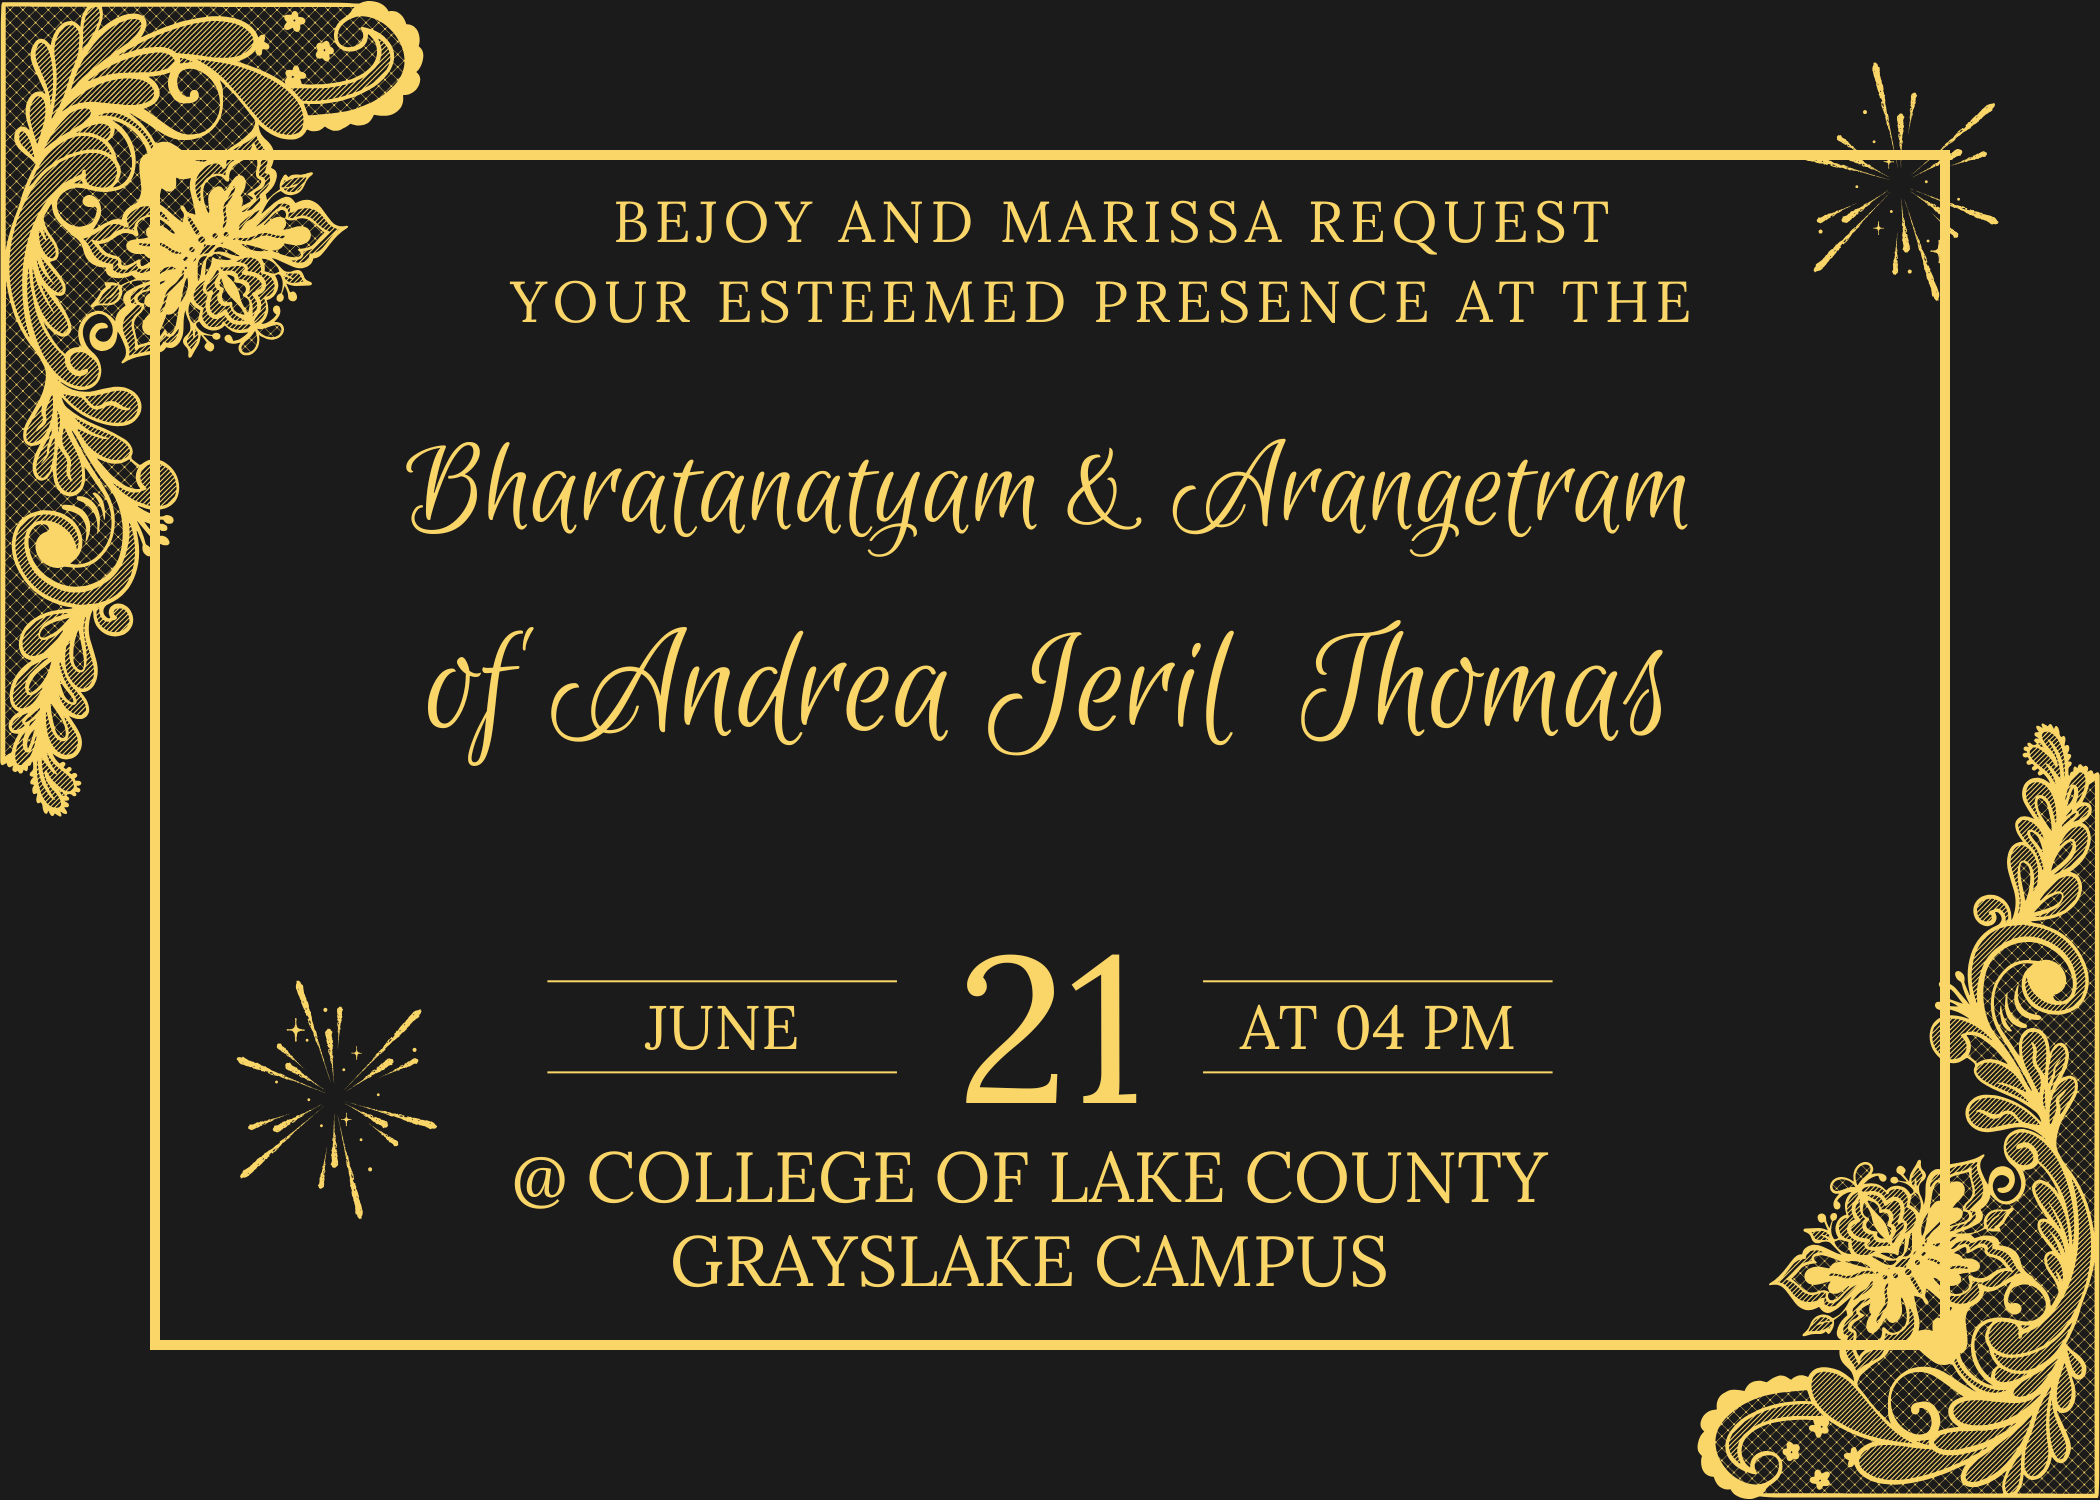 BEJOY AND MARISSA REQUEST
YOUR ESTEEMED PRESENCE AT THE
Bharatanatyam & Arangetram
of Andrea Jeril Thomas
JUNE 21 AT 04 PM
@ COLLEGE OF LAKE COUNTY
GRAYSLAKE CAMPUS